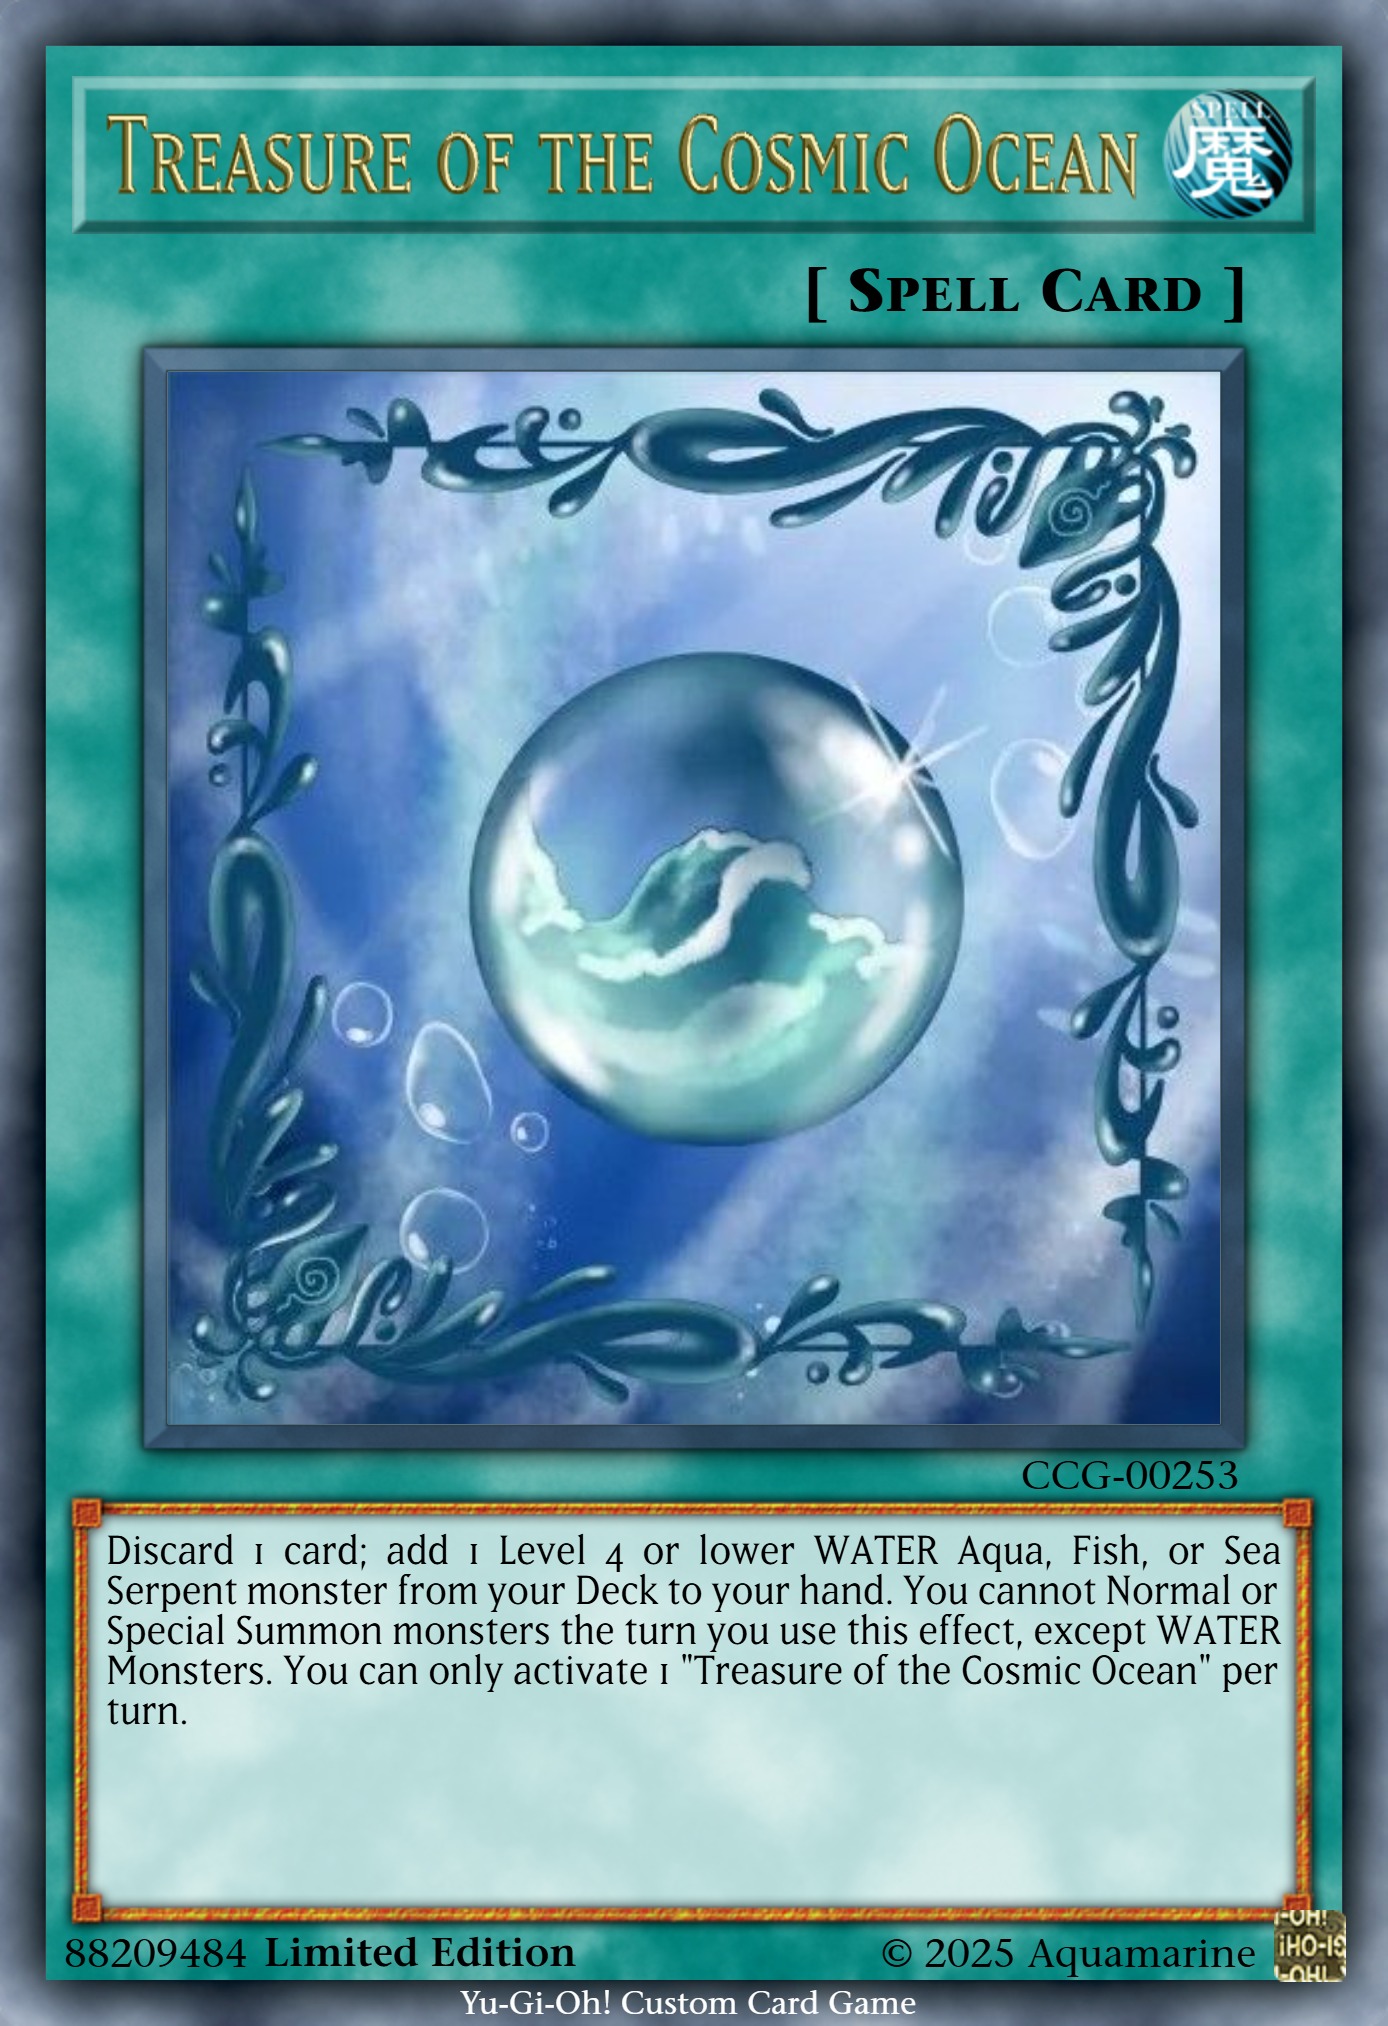 TREASURE OF THE COSMIC OCEAN
SPELL
魔
[ SPELL CARD ]
CCG-00253
Discard 1 card; add 1 Level 4 or lower WATER Aqua, Fish, or Sea
Serpent monster from your Deck to your hand. You cannot Normal or
Special Summon monsters the turn you use this effect, except WATER
Monsters. You can only activate 1 "Treasure of the Cosmic Ocean" per
turn.
88209484 Limited Edition
© 2025 Aquamarine
Yu-Gi-Oh! Custom Card Game